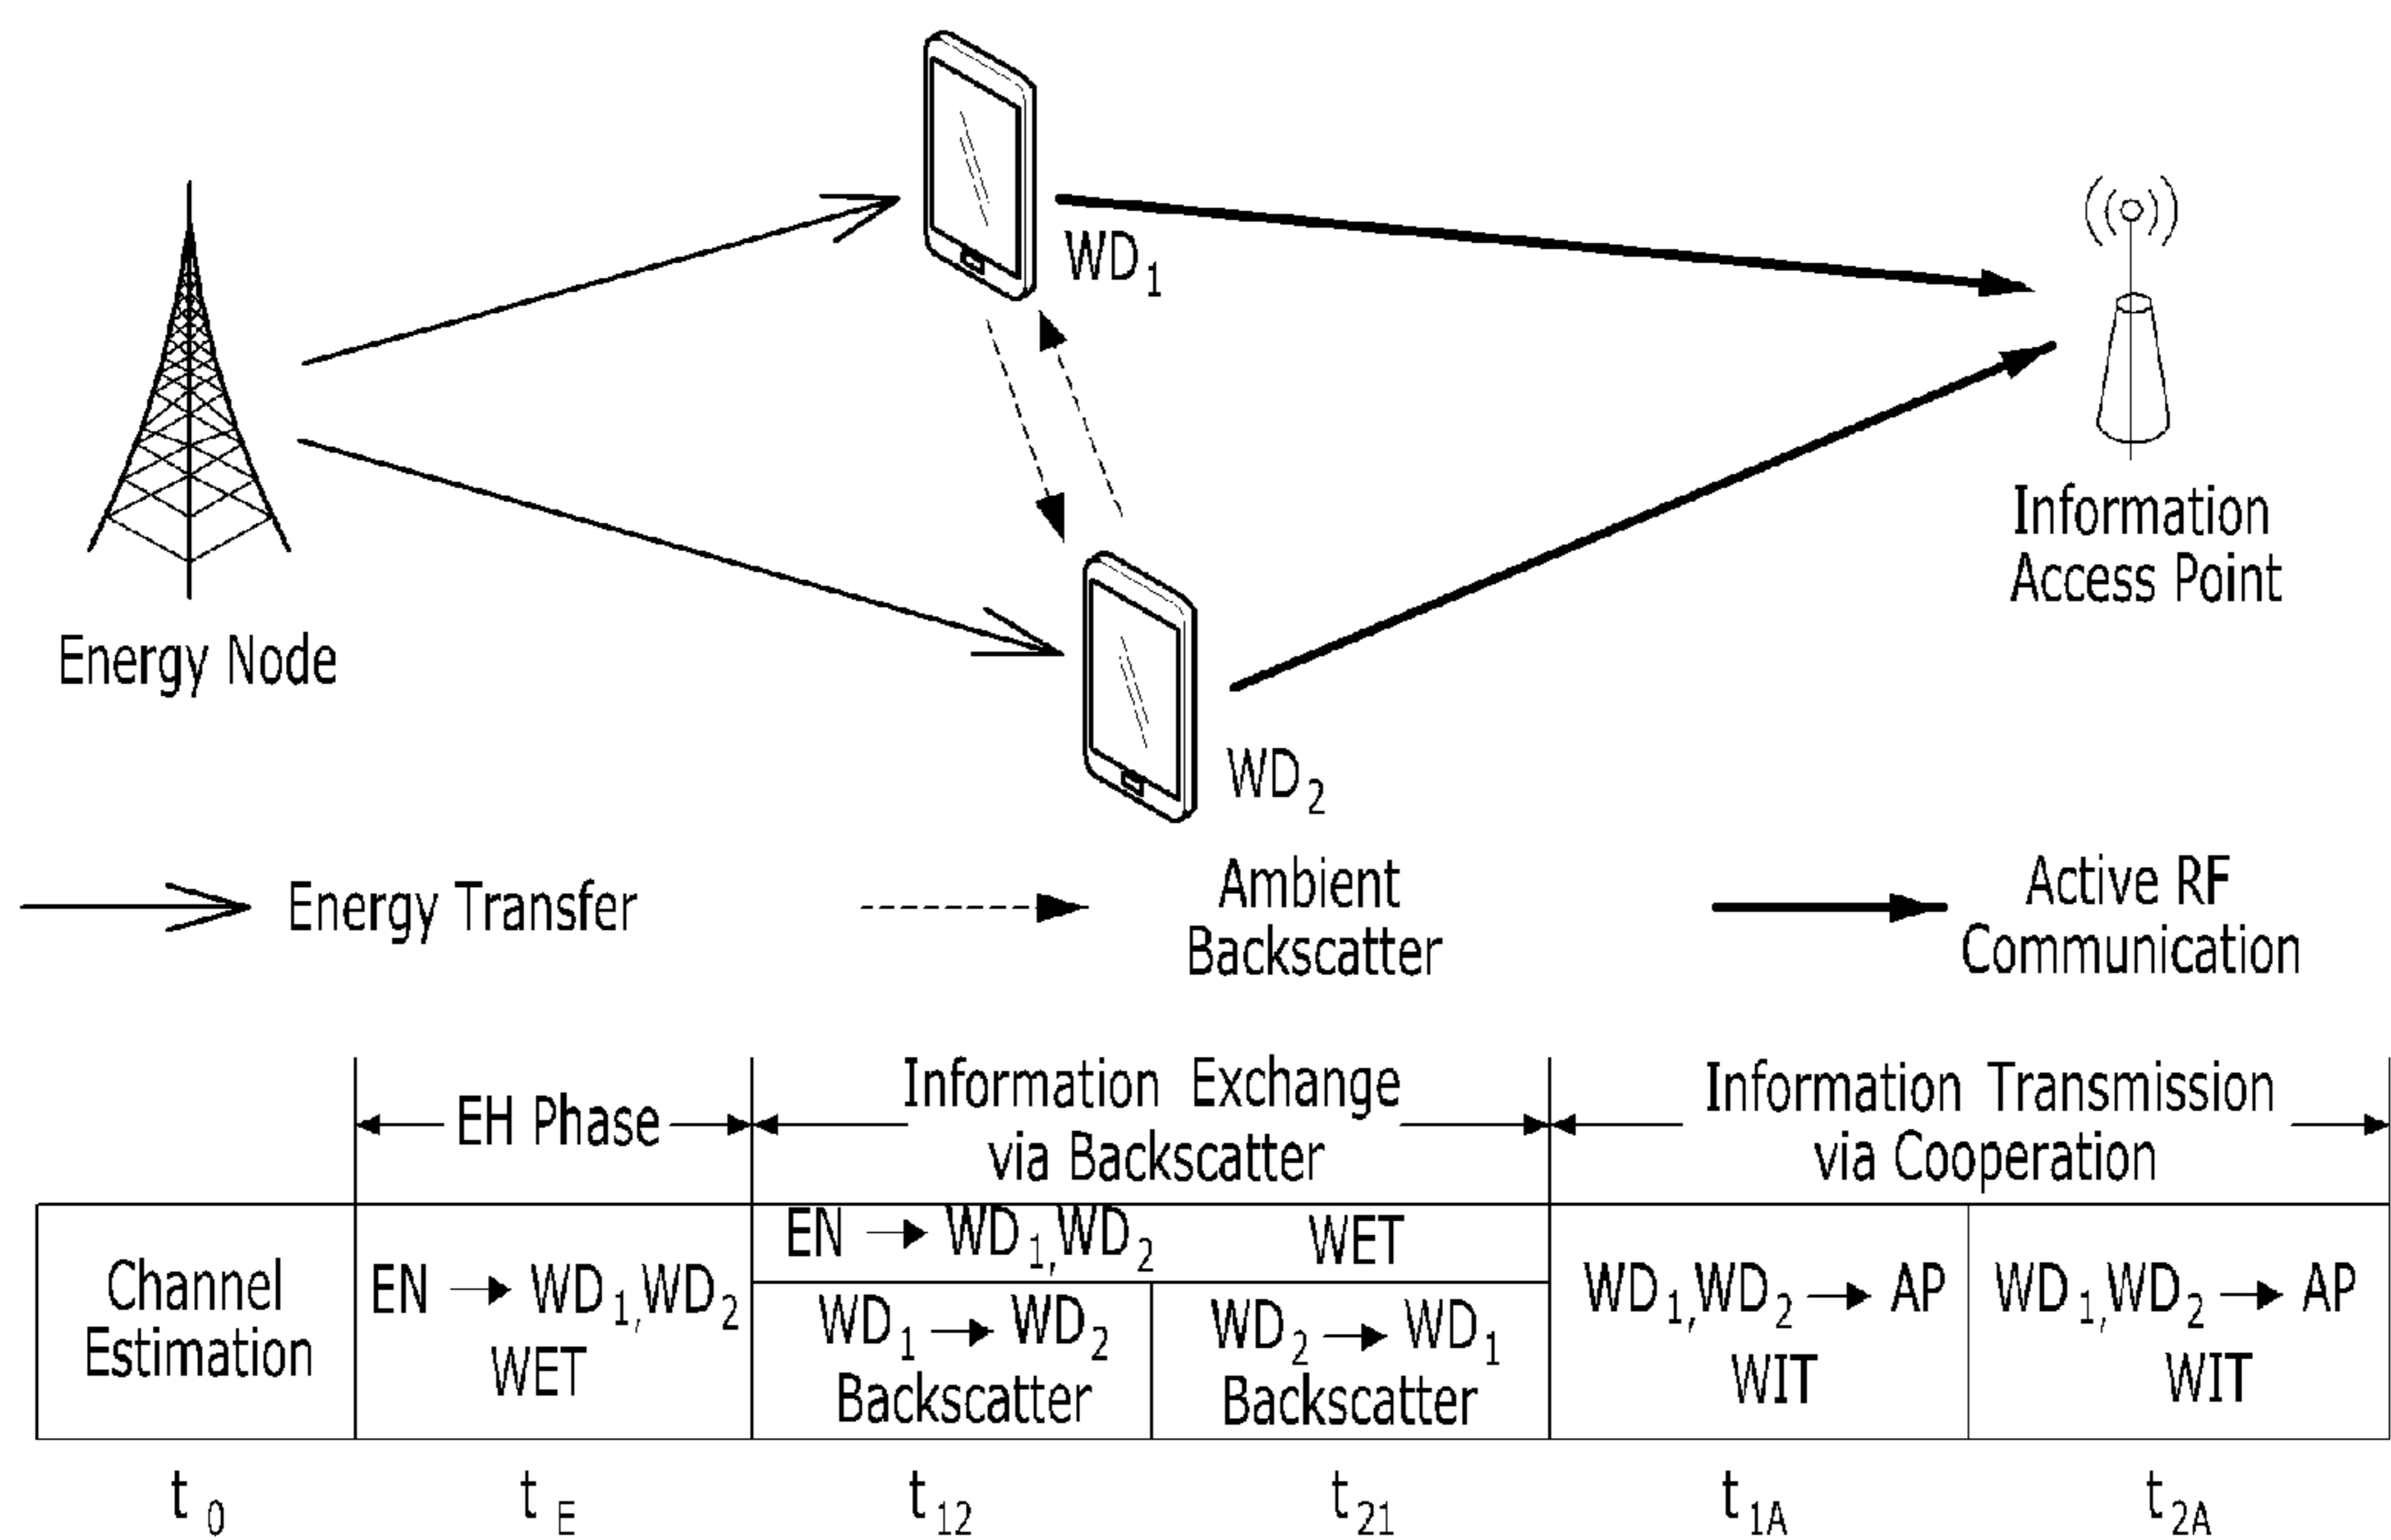 WD1
Information
Access Point
Energy Node
WD2
Energy Transfer
Ambient
Backscatter
Active RF
Communication
EH Phase
Information Exchange
via Backscatter
Information Transmission
via Cooperation
Channel
Estimation
EN → WD1,WD2
WET
EN → WD1,WD2 WET
WD1 → WD2
Backscatter
WD2 → WD1
Backscatter
WD1,WD2 → AP
WIT
WD1,WD2 → AP
WIT
t0 tE t12 t21 t1A t2A